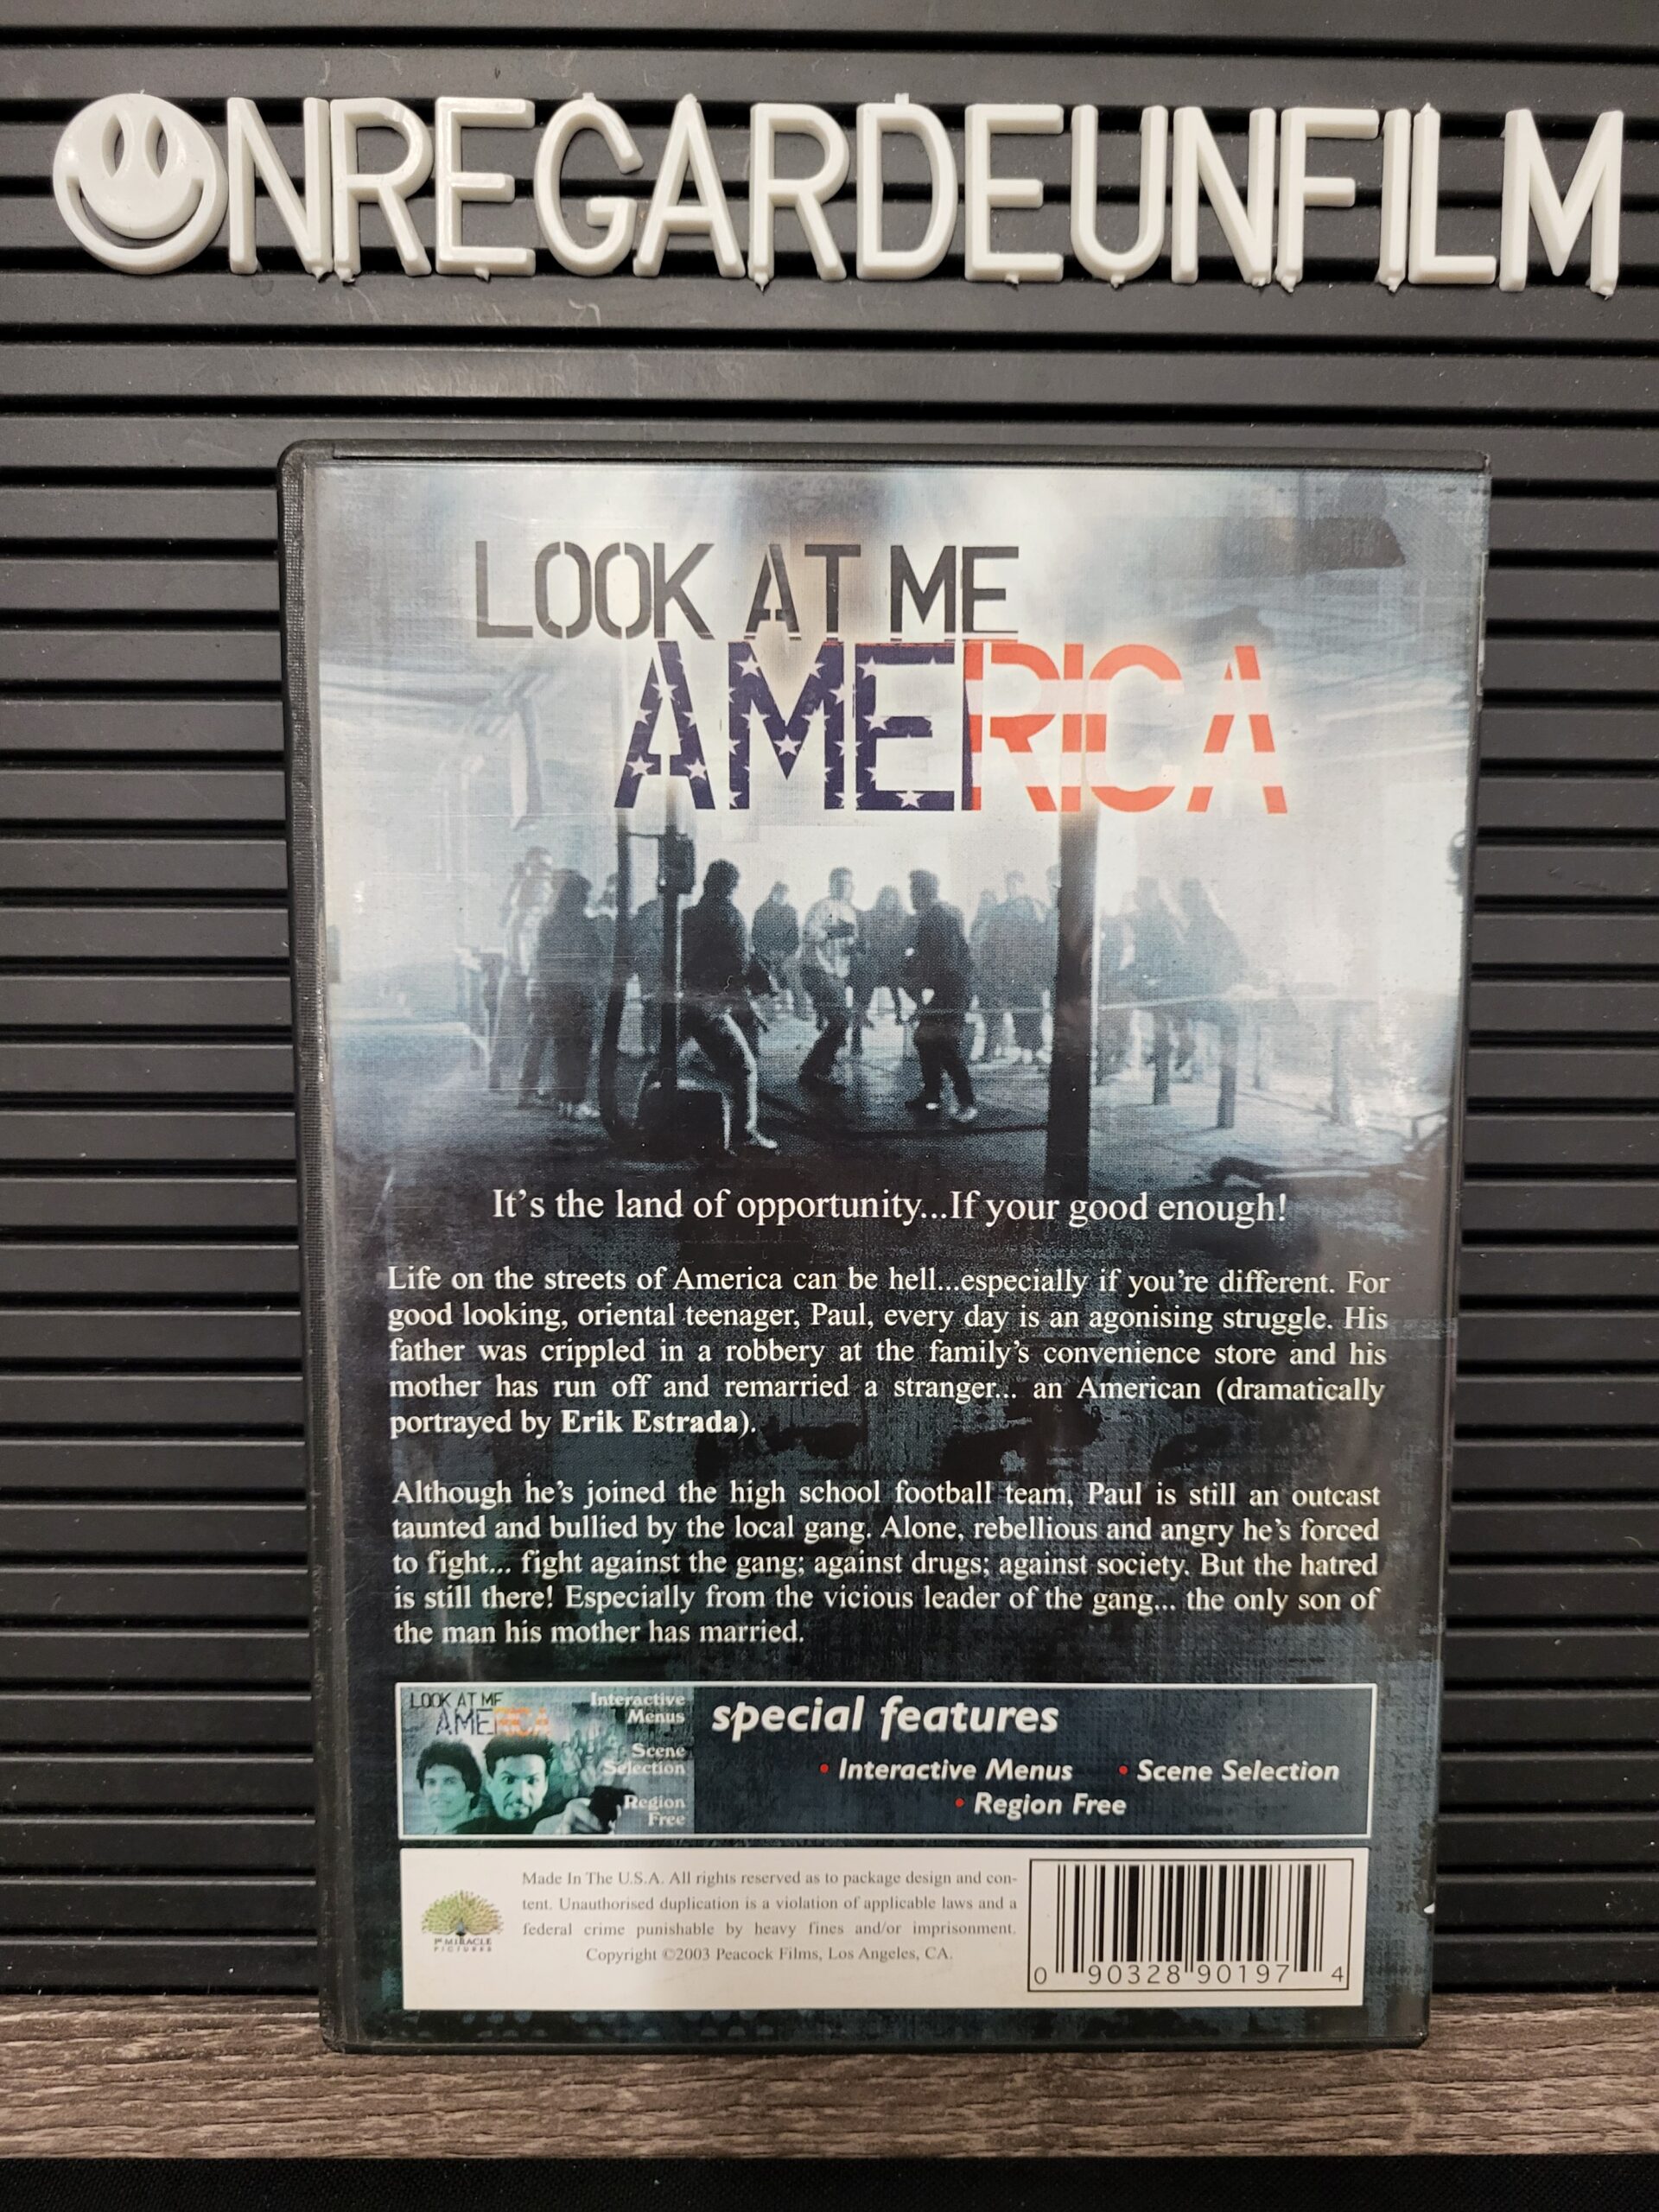 NREGARDEUNFILM
LOOK AT ME
AMERICA
It's the land of opportunity...If your good enough!
Life on the streets of America can be hell...especially if you're different. For
good looking, oriental teenager, Paul, every day is an agonising struggle. His
father was crippled in a robbery at the family's convenience store and his
mother has run off and remarried a stranger... an American (dramatically
portrayed by Erik Estrada).
Although he's joined the high school football team, Paul is still an outcast
taunted and bullied by the local gang. Alone, rebellious and angry he's forced
to fight... fight against the gang; against drugs; against society. But the hatred
is still there! Especially from the vicious leader of the gang... the only son of
the man his mother has married.
LOOK AT ME
AMERICA
Interactive
Menus
Scene
Selection
Region
Free
special features
• Interactive Menus • Scene Selection
• Region Free
Made In The U.S.A. All rights reserved as to package design and con-
tent. Unauthorised duplication is a violation of applicable laws and a
federal crime punishable by heavy fines and/or imprisonment.
Copyright ©2003 Peacock Films, Los Angeles, CA.
MIRACLE
PICTURES
0 90328 90197 4